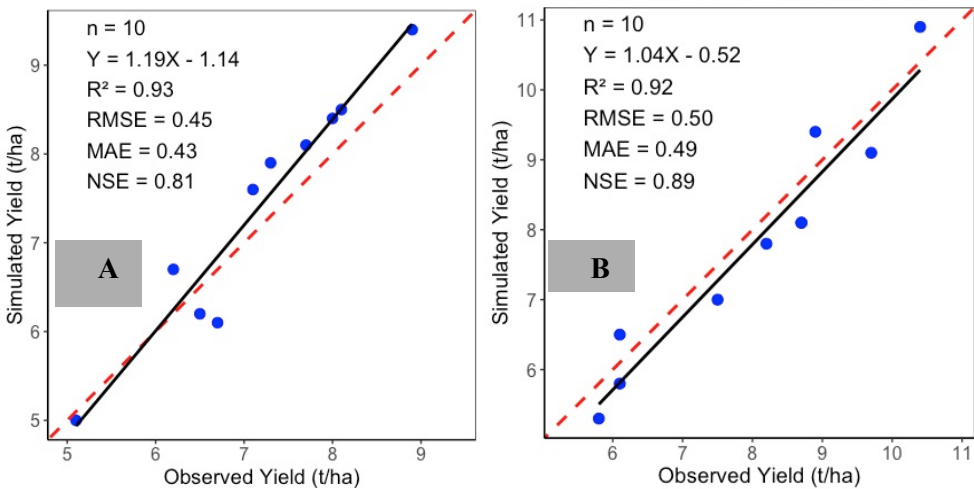 n = 10
Y = 1.19X - 1.14
R² = 0.93
RMSE = 0.45
MAE = 0.43
NSE = 0.81
A
9
8
7
6
5
5 6 7 8 9
Simulated Yield (t/ha)
Observed Yield (t/ha)
n = 10
Y = 1.04X - 0.52
R² = 0.92
RMSE = 0.50
MAE = 0.49
NSE = 0.89
B
11
10
9
8
7
6
6 7 8 9 10 11
Simulated Yield (t/ha)
Observed Yield (t/ha)